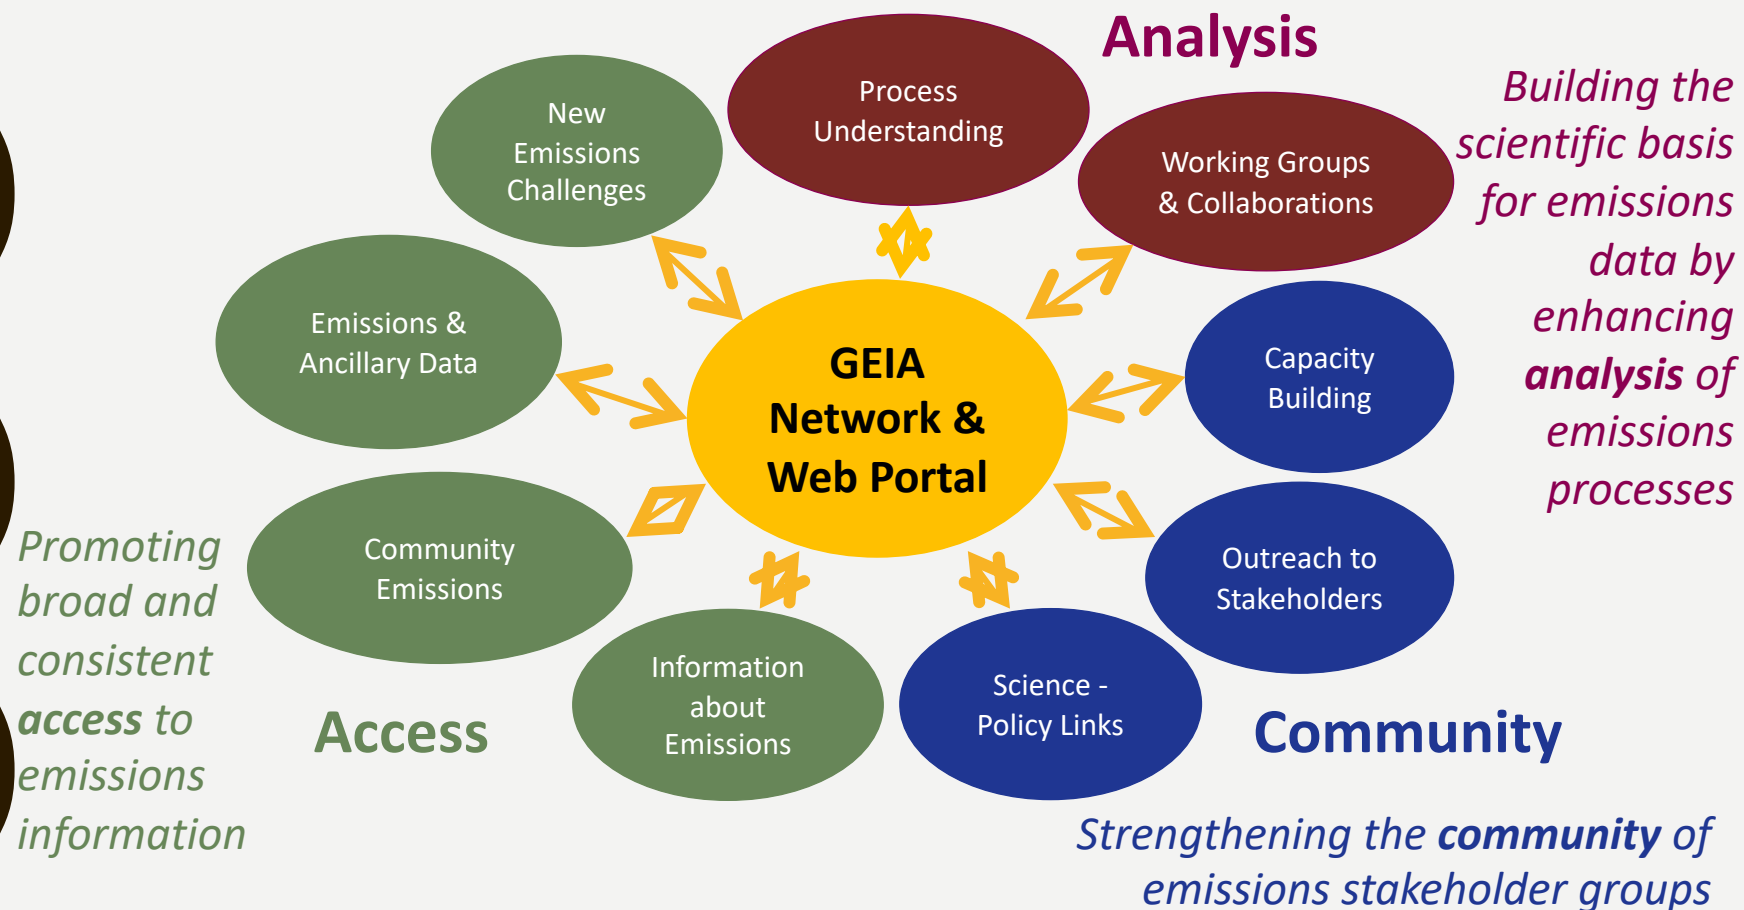 Analysis
Building the
scientific basis
for emissions
data by
enhancing
analysis of
emissions
processes
Process
Understanding
New
Emissions
Challenges
Working Groups
& Collaborations
Emissions &
Ancillary Data
GEIA
Network &
Web Portal
Capacity
Building
Community
Emissions
Outreach to
Stakeholders
Information
about
Emissions
Science -
Policy Links
Promoting
broad and
consistent
access to
emissions
information
Access
Community
Strengthening the community of
emissions stakeholder groups